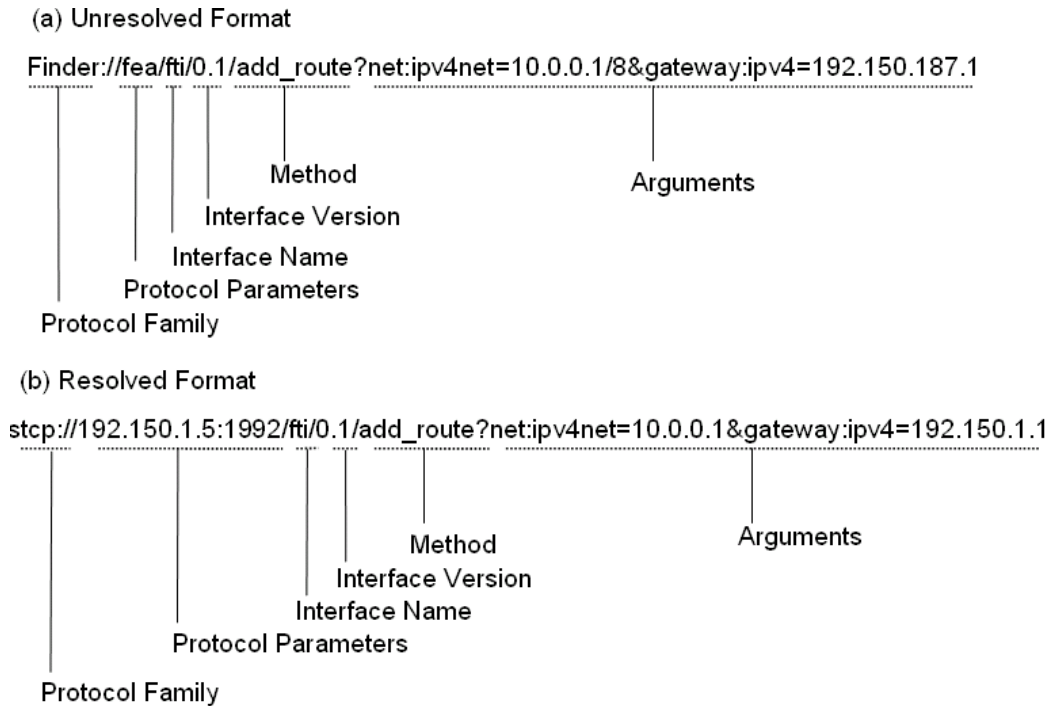 (a) Unresolved Format
Finder://fea/fti/0.1/add_route?net:ipv4net=10.0.0.1/8&gateway:ipv4=192.150.187.1
Method
Arguments
Interface Version
Interface Name
Protocol Parameters
Protocol Family
(b) Resolved Format
stcp://192.150.1.5:1992/fti/0.1/add_route?net:ipv4net=10.0.0.1&gateway:ipv4=192.150.1.1
Method
Arguments
Interface Version
Interface Name
Protocol Parameters
Protocol Family